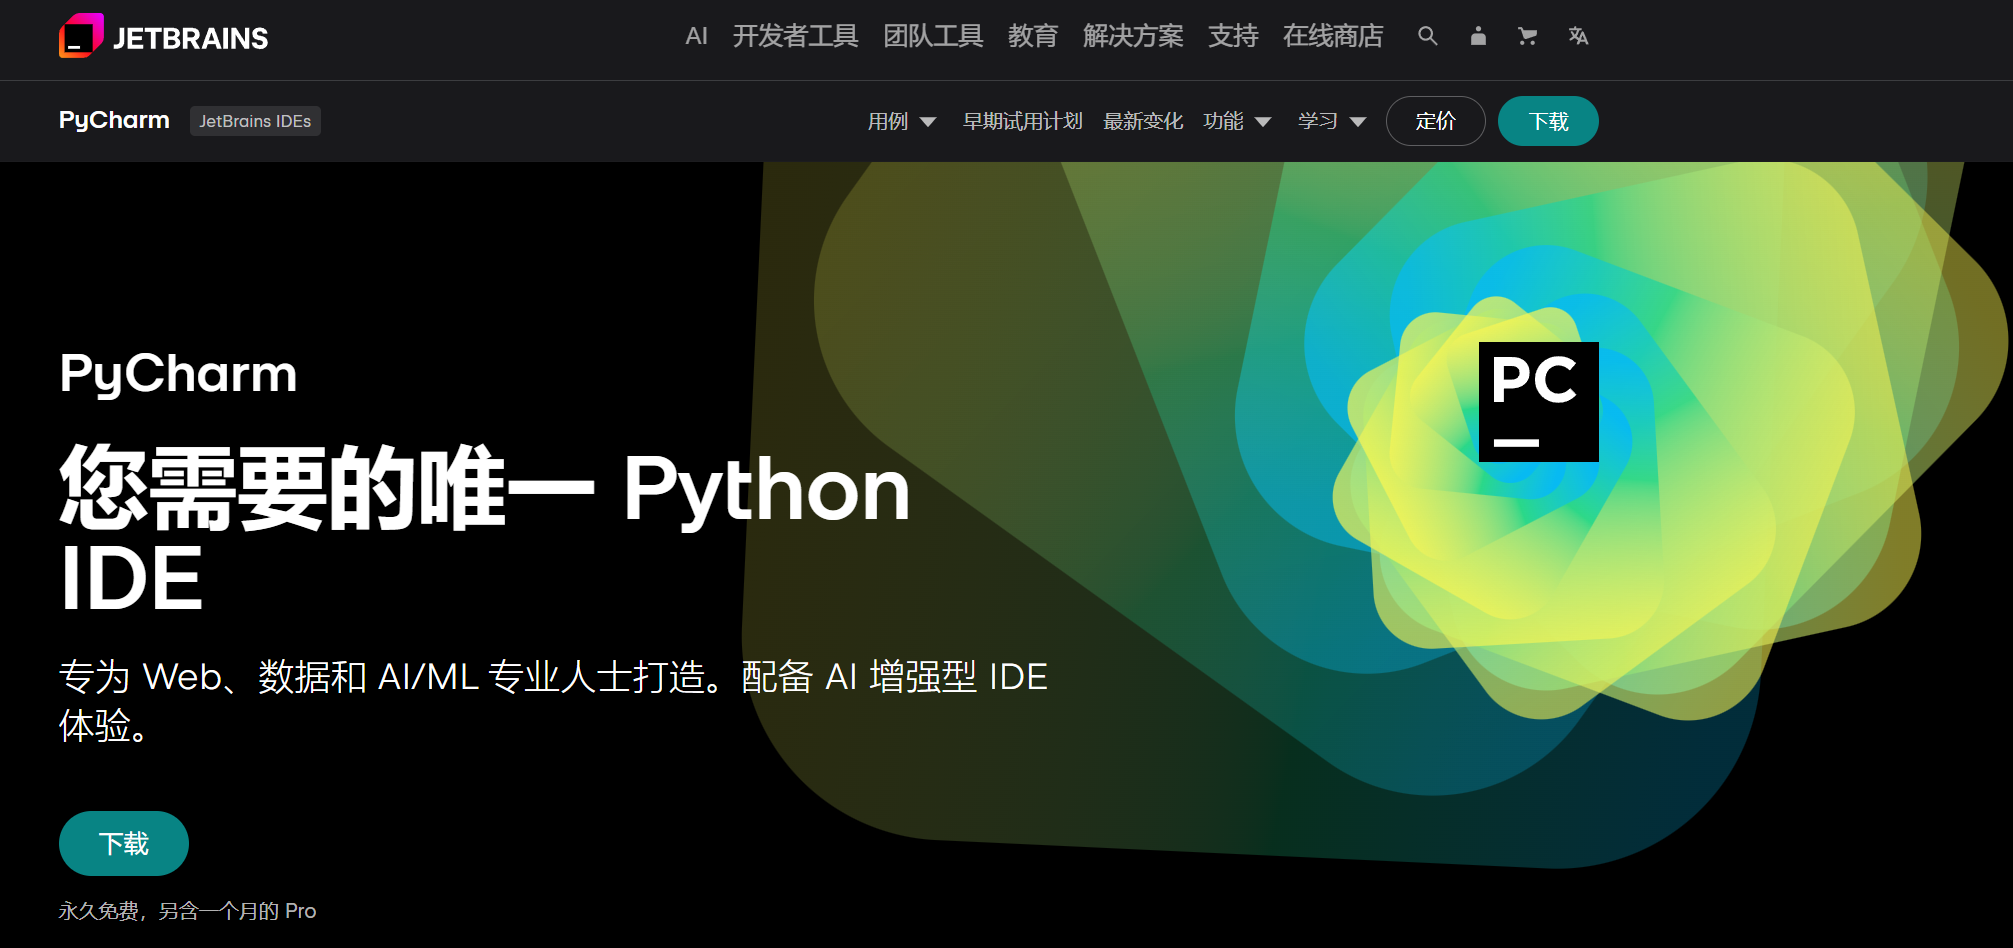 JETBRAINS
AI 开发者工具 团队工具 教育 解决方案 支持 在线商店
PyCharm JetBrains IDEs
用例 早期试用计划 最新变化 功能 学习 定价 下载
PC
PyCharm
您需要的唯一 Python
IDE
专为 Web、数据和 AI/ML 专业人士打造。配备 AI 增强型 IDE
体验。
下载
永久免费，另含一个月的 Pro